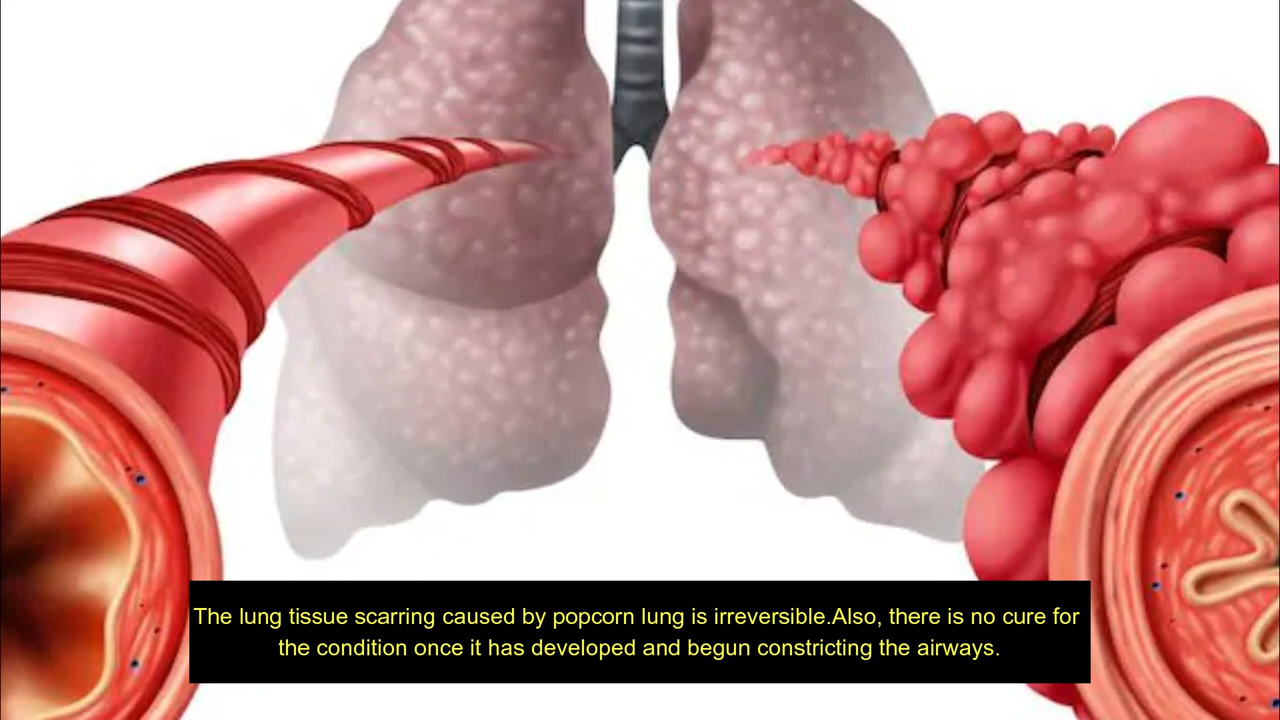 The lung tissue scarring caused by popcorn lung is irreversible.Also, there is no cure for
the condition once it has developed and begun constricting the airways.